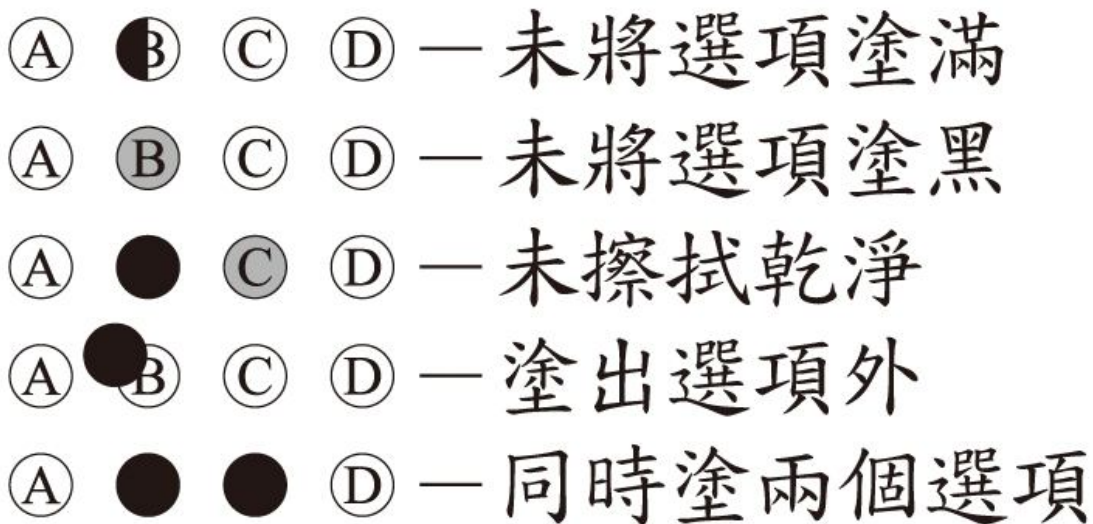 Ⓐ B Ⓒ Ⓓ — 未將選項塗滿
Ⓐ Ⓑ Ⓒ Ⓓ — 未將選項塗黑
Ⓐ ● Ⓒ Ⓓ — 未擦拭乾淨
Ⓐ B Ⓒ Ⓓ — 塗出選項外
Ⓐ ● ● Ⓓ — 同時塗兩個選項